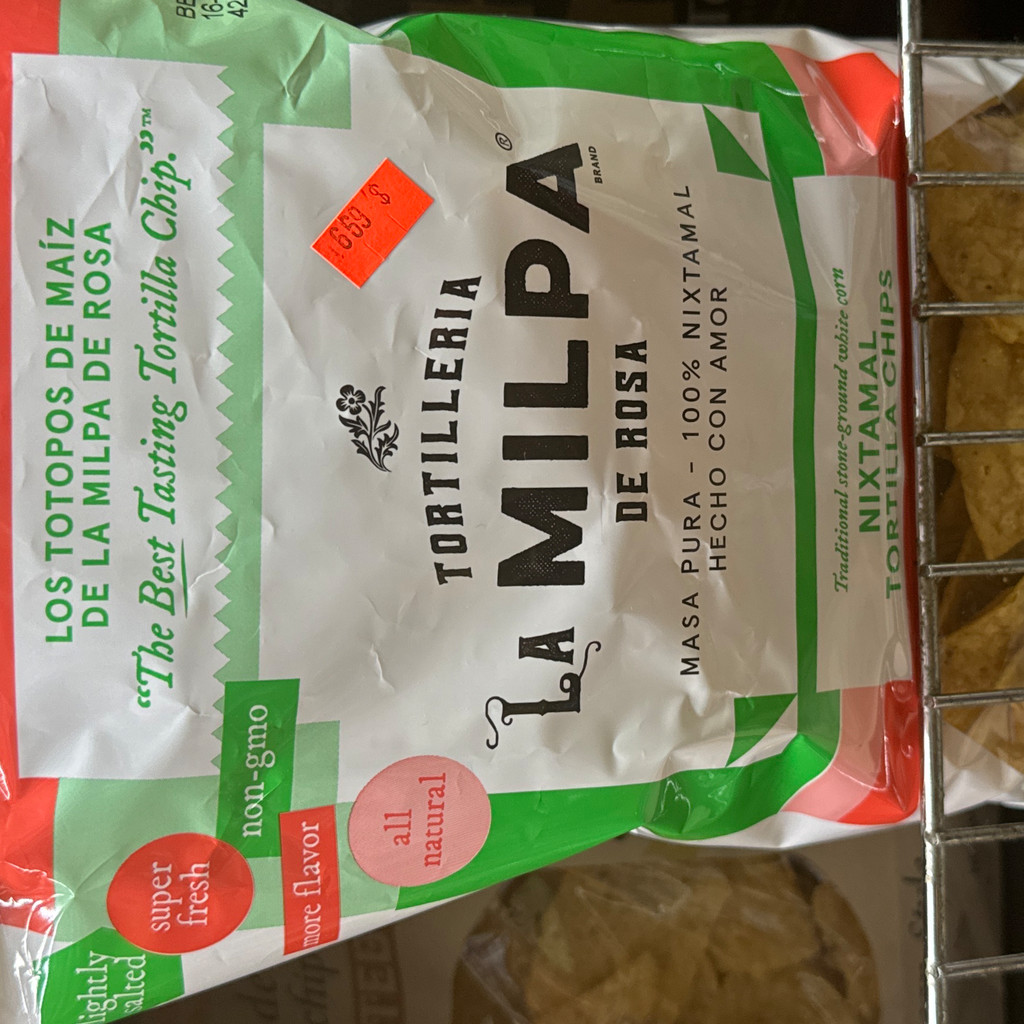 LOS TOTOPOS DE MAÍZ
DE LA MILPA DE ROSA
“The Best Tasting Tortilla Chip.”™
lightly
salted
super
fresh
non-gmo
more flavor
all
natural
659 $
TORTILLERIA
LA MILPA®
BRAND
DE ROSA
MASA PURA - 100% NIXTAMAL
HECHO CON AMOR
Traditional stone-ground white corn
NIXTAMAL
TORTILLA CHIPS